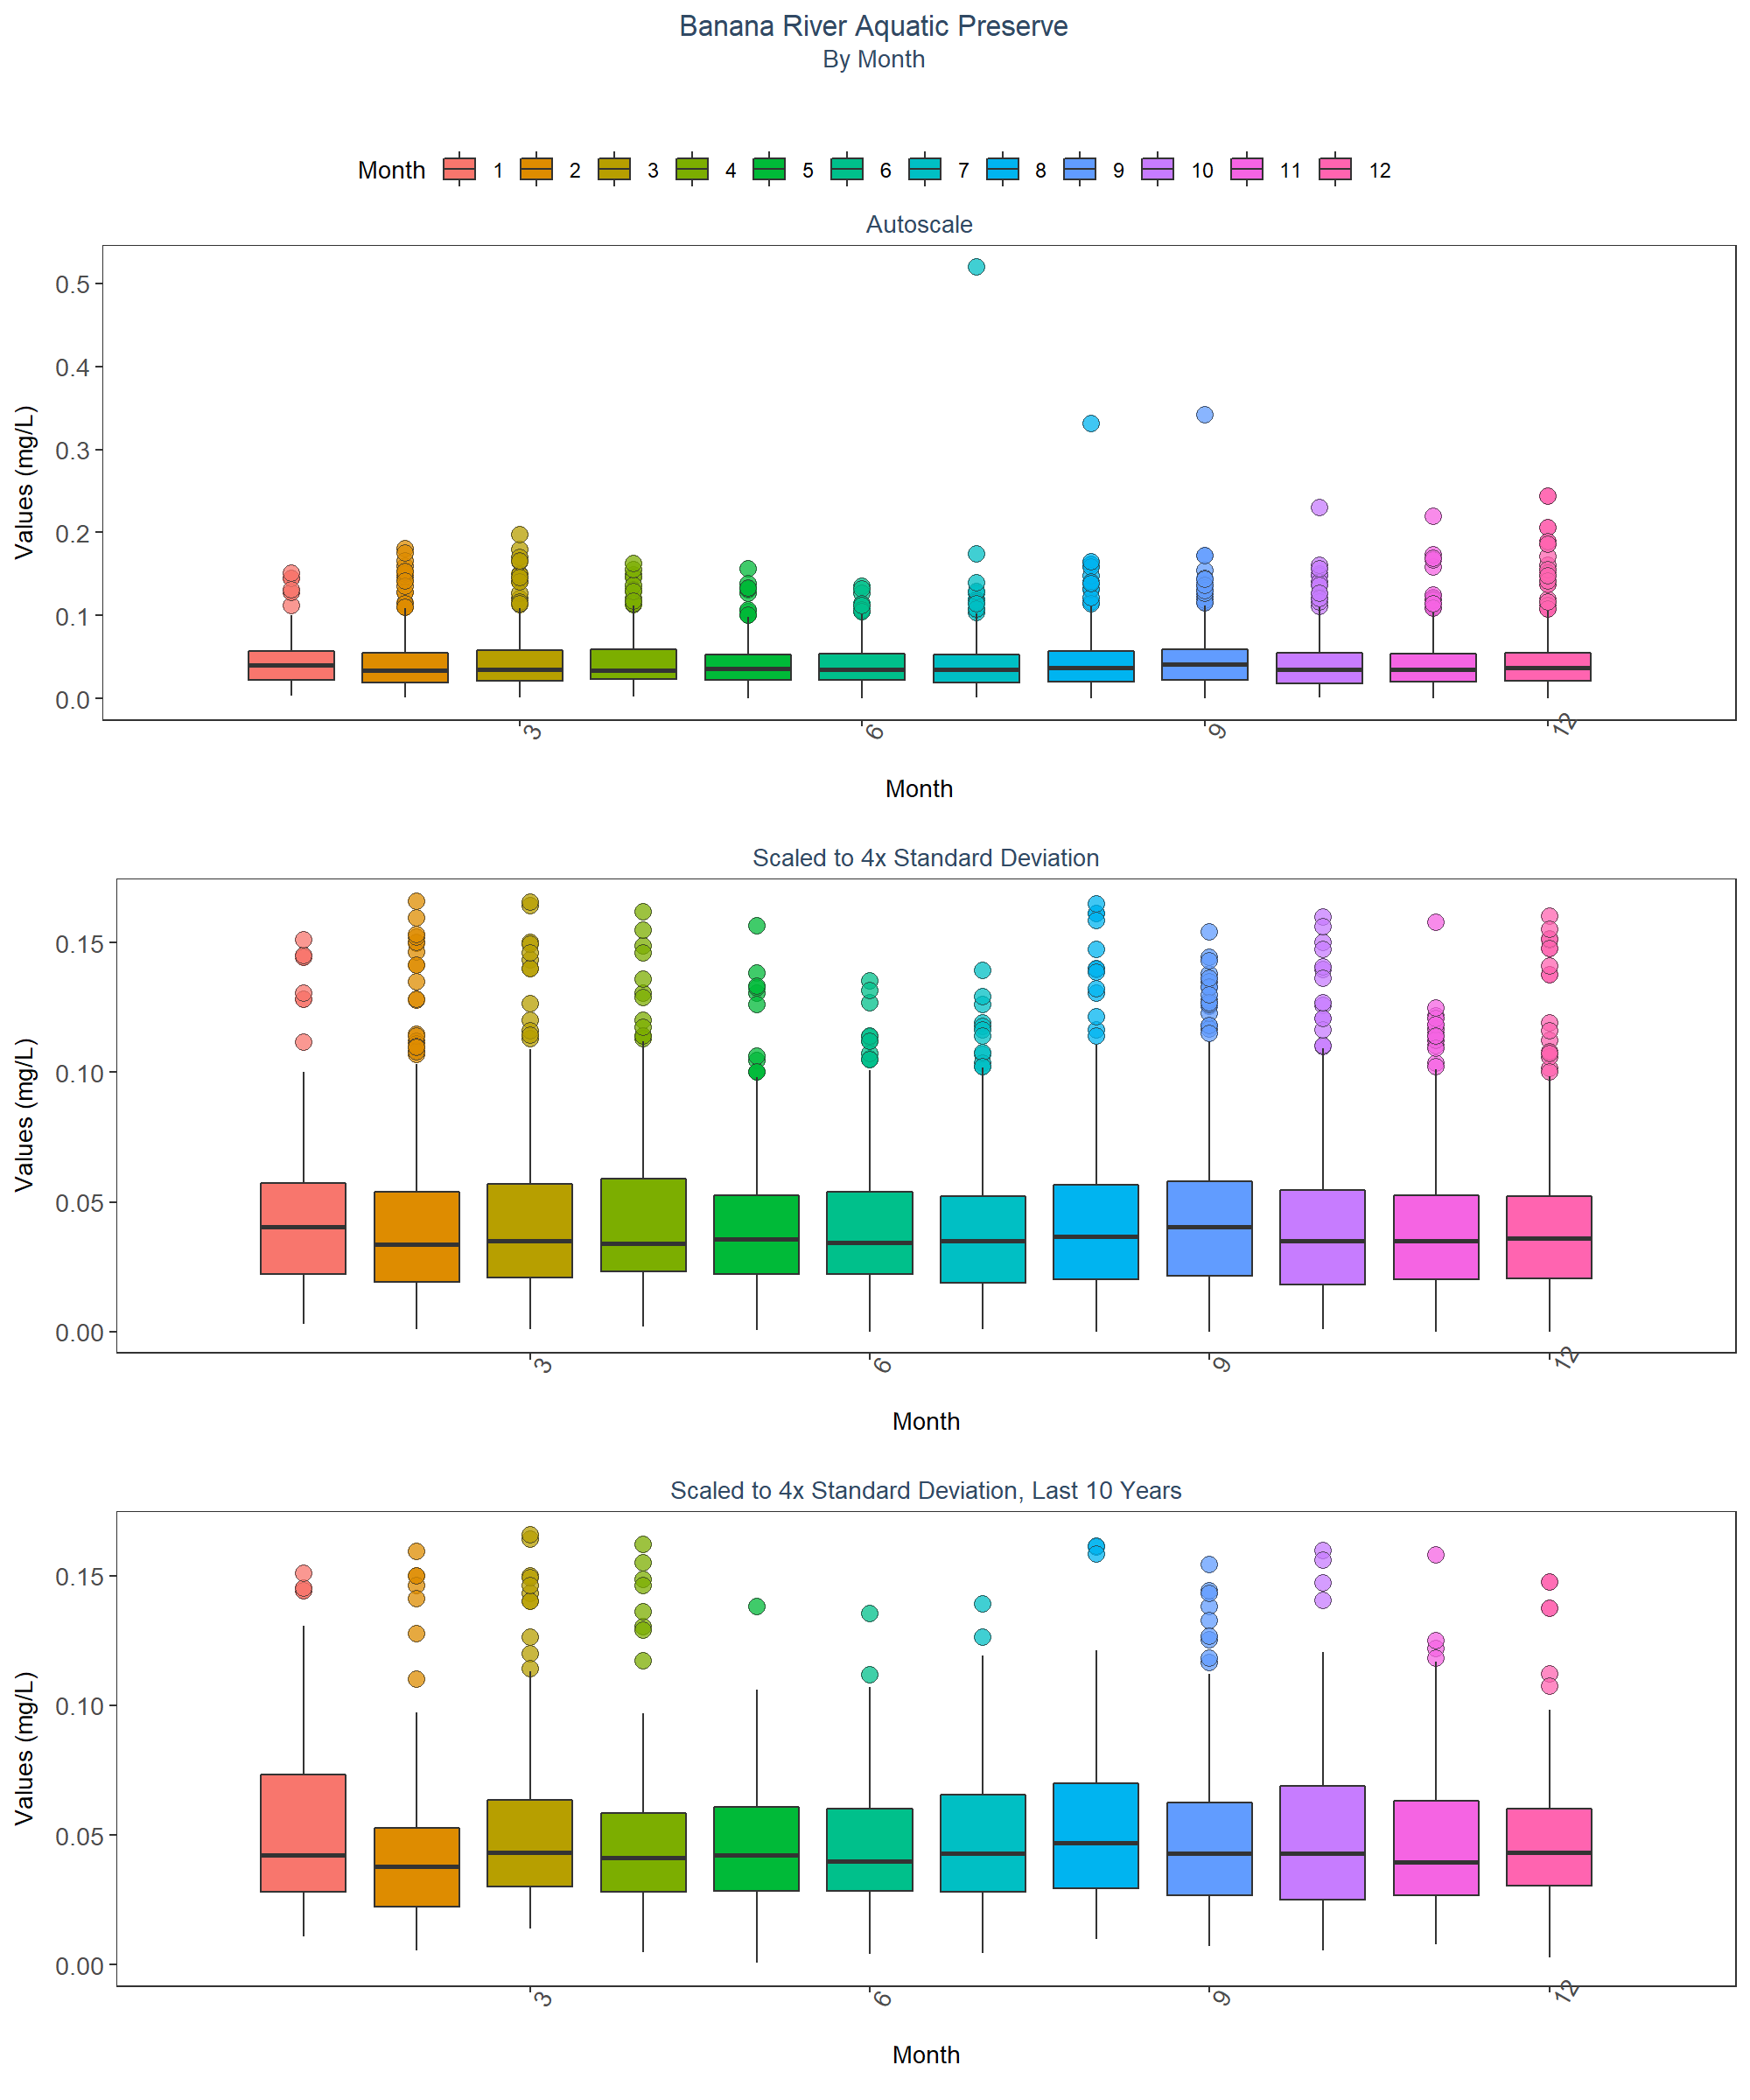 Banana River Aquatic Preserve
By Month
Month 1 2 3 4 5 6 7 8 9 10 11 12
Autoscale
Values (mg/L)
0.5
0.4
0.3
0.2
0.1
0.0
3 6 9 12
Month
Scaled to 4x Standard Deviation
Values (mg/L)
0.15
0.10
0.05
0.00
3 6 9 12
Month
Scaled to 4x Standard Deviation, Last 10 Years
Values (mg/L)
0.15
0.10
0.05
0.00
3 6 9 12
Month